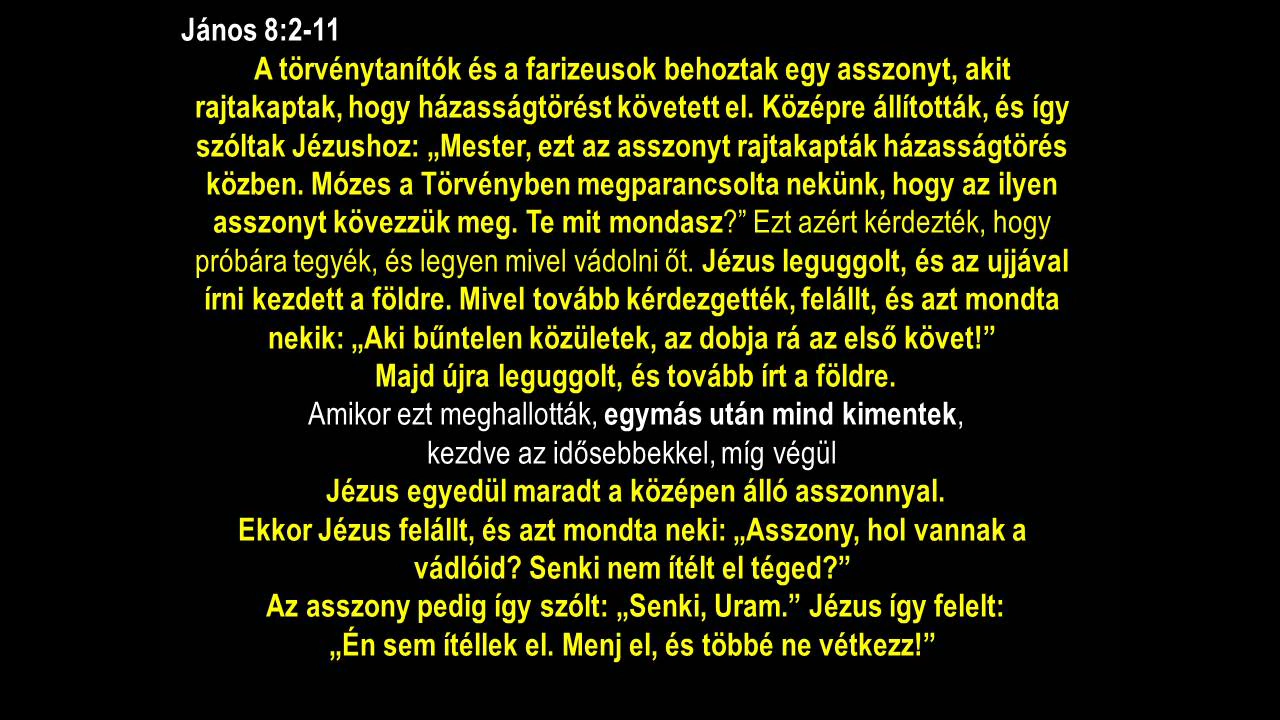 János 8:2-11
A törvénytanítók és a farizeusok behoztak egy asszonyt, akit
rajtakaptak, hogy házasságtörést követett el. Középre állították, és így
szóltak Jézushoz: „Mester, ezt az asszonyt rajtakapták házasságtörés
közben. Mózes a Törvényben megparancsolta nekünk, hogy az ilyen
asszonyt kövezzük meg. Te mit mondasz?” Ezt azért kérdezték, hogy
próbára tegyék, és legyen mivel vádolni őt. Jézus leguggolt, és az ujjával
írni kezdett a földre. Mivel tovább kérdezgették, felállt, és azt mondta
nekik: „Aki bűntelen közületek, az dobja rá az első követ!”
Majd újra leguggolt, és tovább írt a földre.
Amikor ezt meghallották, egymás után mind kimentek,
kezdve az idősebbekkel, míg végül
Jézus egyedül maradt a középen álló asszonnyal.
Ekkor Jézus felállt, és azt mondta neki: „Asszony, hol vannak a
vádlóid? Senki nem ítélt el téged?”
Az asszony pedig így szólt: „Senki, Uram.” Jézus így felelt:
„Én sem ítéllek el. Menj el, és többé ne vétkezz!”